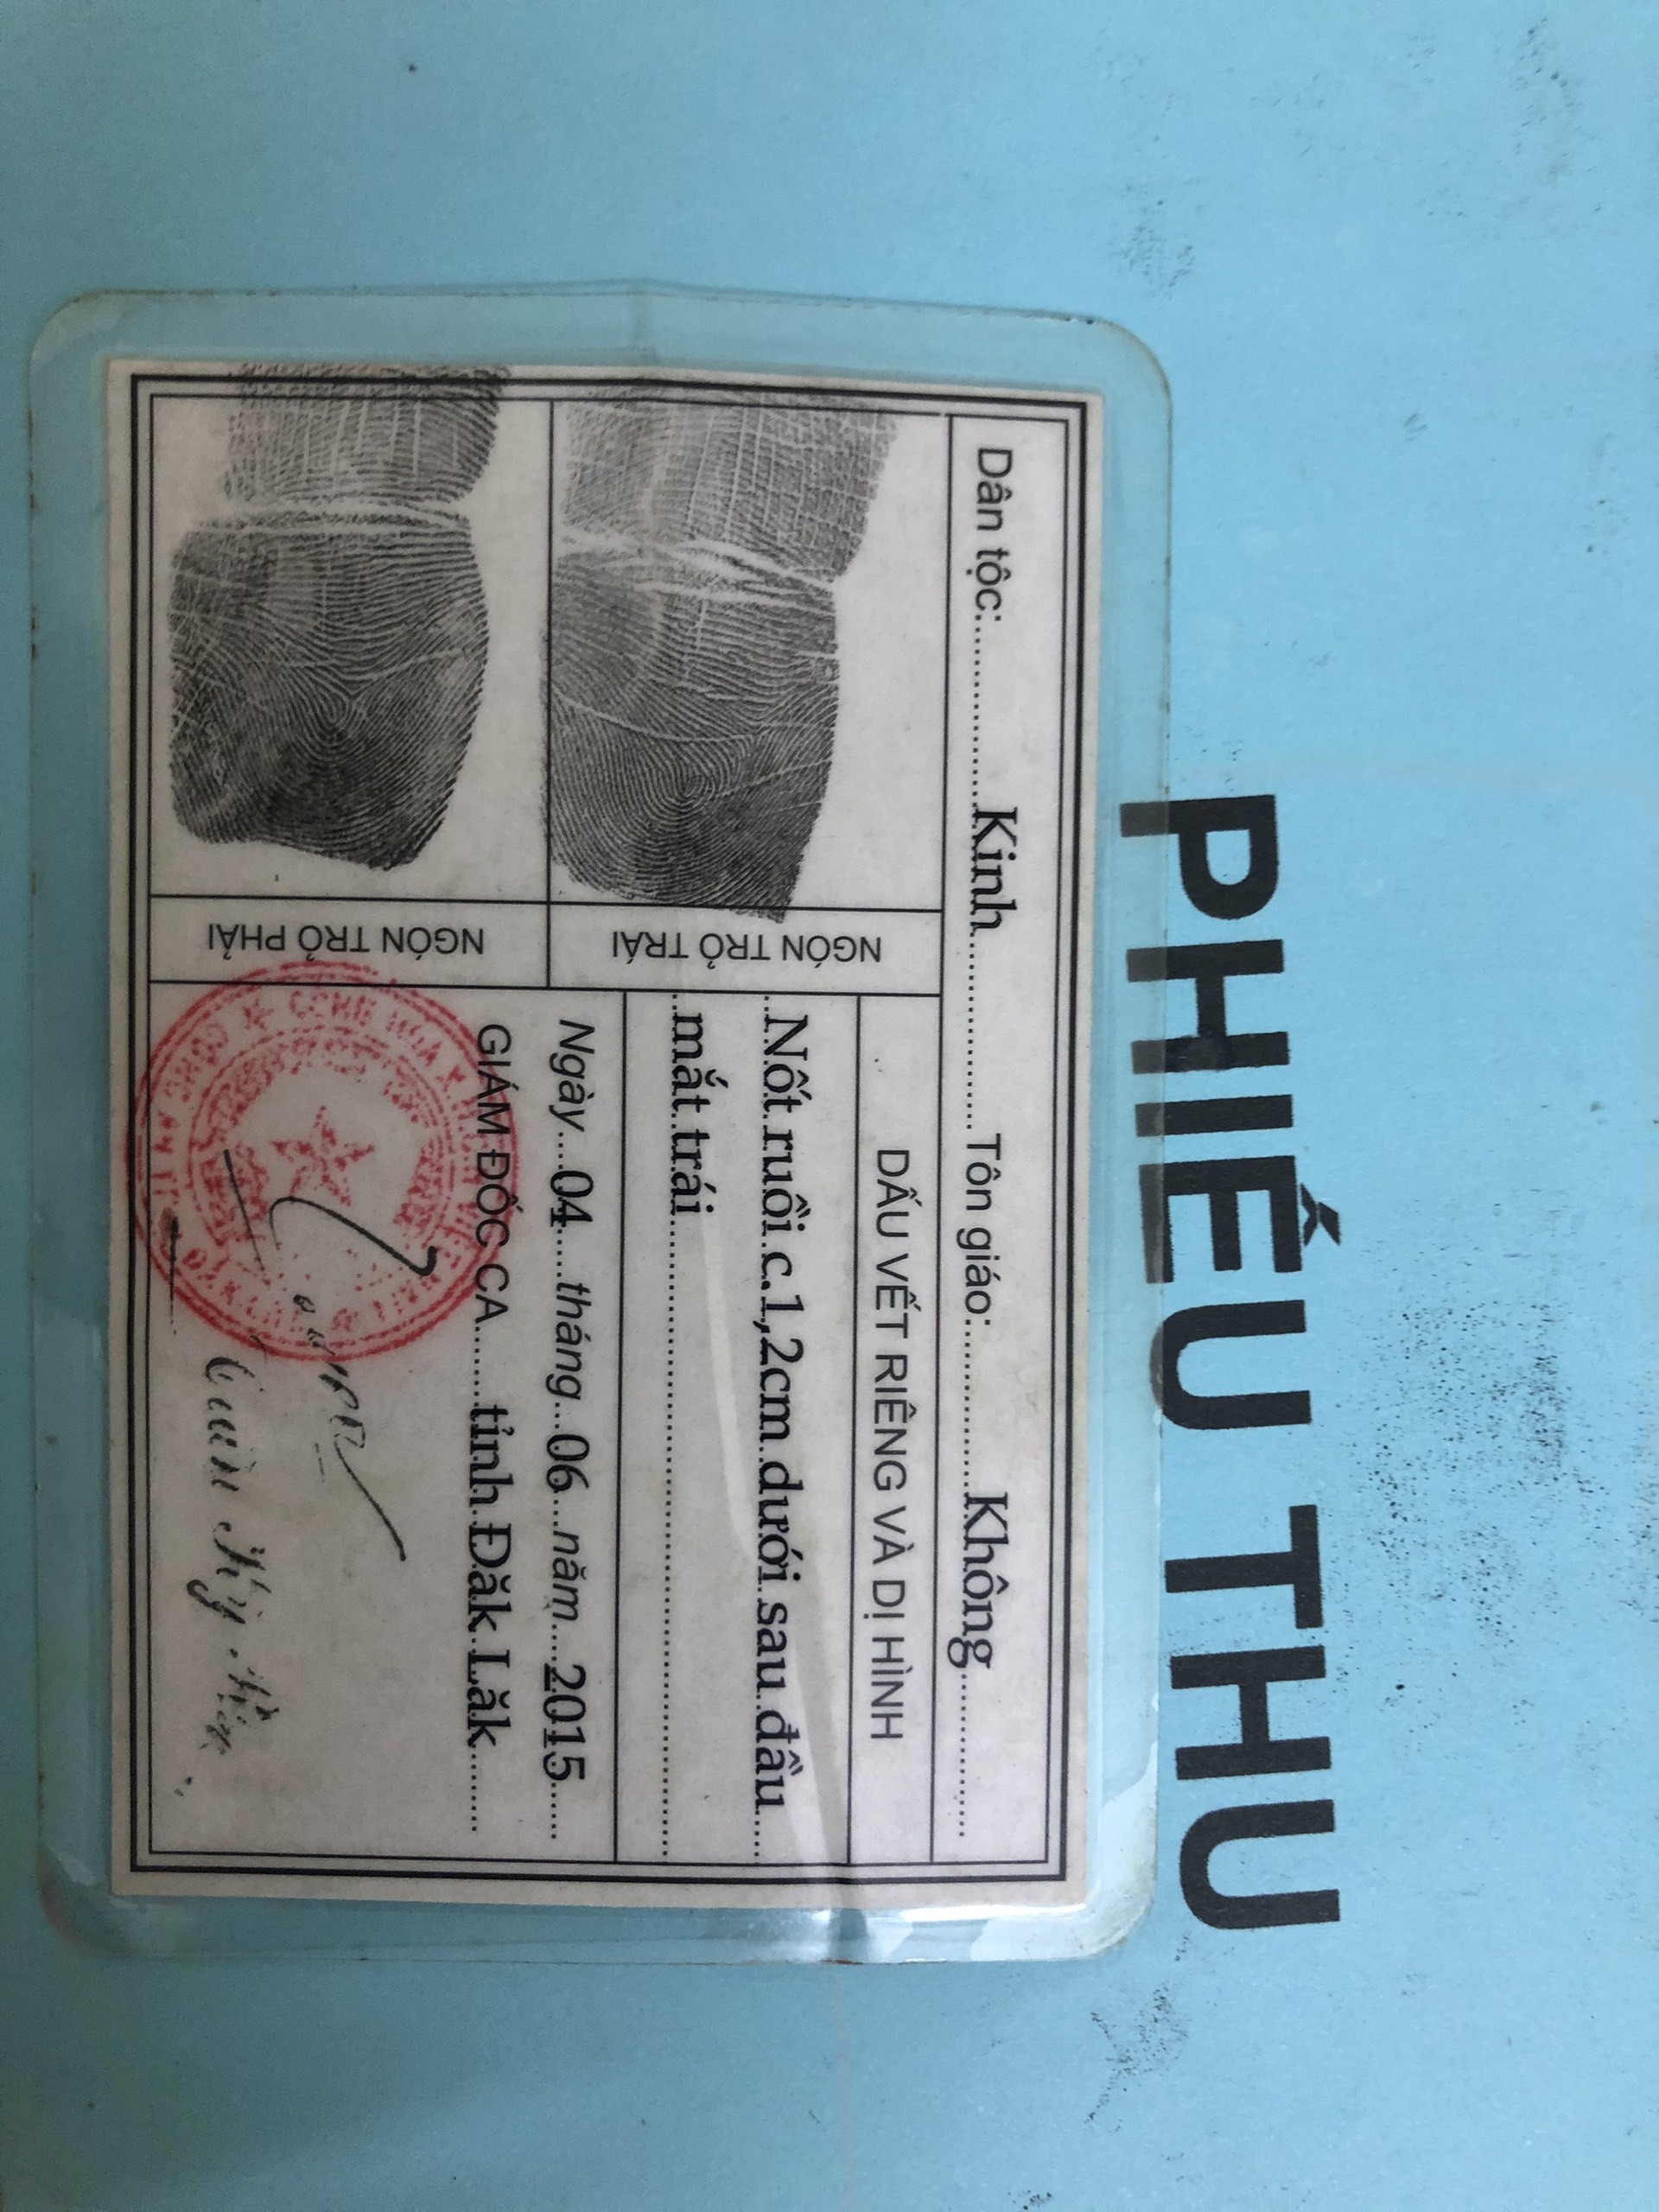 PHIẾU THU
Dân tộc: Kinh Tôn giáo: Không
NGÓN TRỎ TRÁI
NGÓN TRỎ PHẢI
DẤU VẾT RIÊNG VÀ DỊ HÌNH
Nốt ruồi c.1,2cm dưới sau đầu
mắt trái
Ngày 04 tháng 06 năm 2015
GIÁM ĐỐC CA tỉnh Đăk Lăk